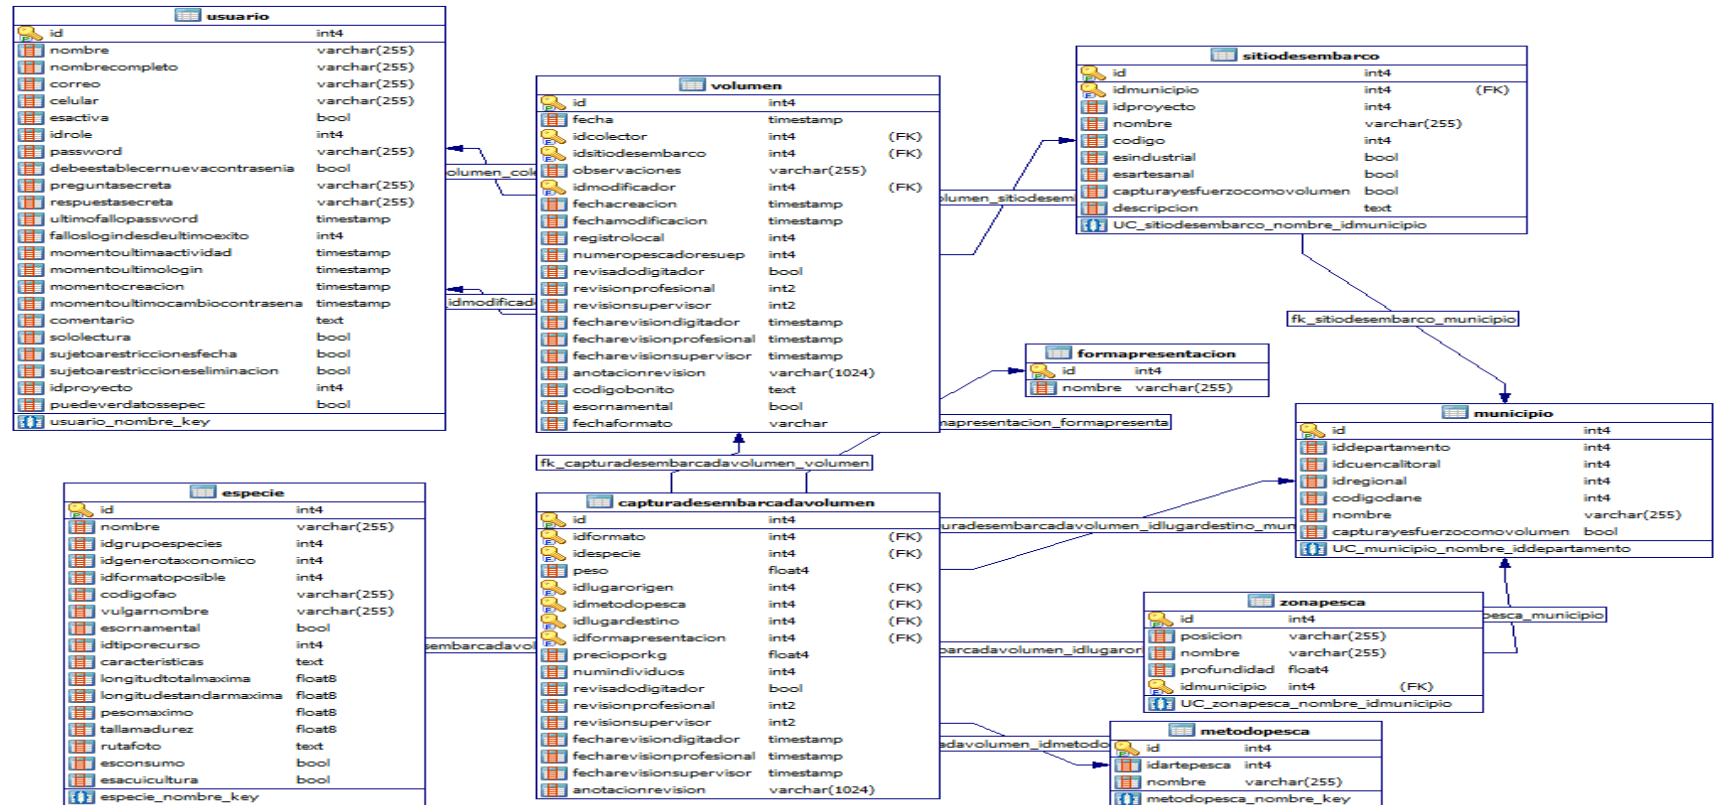 usuario
id int4
nombre varchar(255)
nombrecompleto varchar(255)
correo varchar(255)
celular varchar(255)
esactiva bool
idrole int4
password varchar(255)
debeestablecernuevacontrasenia bool
preguntasecreta varchar(255)
respuestasecreta varchar(255)
ultimofallopassword timestamp
falloslogindesdeultimoexito int4
momentoultimaactividad timestamp
momentoultimologin timestamp
momentocreacion timestamp
momentoultimocambiocontrasena timestamp
comentario text
sololectura bool
sujetoarestriccionesfecha bool
sujetoarestriccioneseliminacion bool
idproyecto int4
puedeverdatossepec bool
usuario_nombre_key
olumen_col
idmodificad
volumen
id int4
fecha timestamp
idcolector int4 (FK)
idsitiodesembarco int4 (FK)
observaciones varchar(255)
idmodificador int4 (FK)
fechacreacion timestamp
fechamodificacion timestamp
registrolocal int4
numeropescadoresuep int4
revisadodigitador bool
revisionprofesional int2
revisionsupervisor int2
fecharevisiondigitador timestamp
fecharevisionprofesional timestamp
fecharevisionsupervisor timestamp
anotacionrevision varchar(1024)
codigobonito text
esornamental bool
fechaformato varchar
sitiodesembarco
id int4
idmunicipio int4 (FK)
idproyecto int4
nombre varchar(255)
codigo int4
esindustrial bool
esartesanal bool
capturayesfuerzocomovolumen bool
descripcion text
UC_sitiodesembarco_nombre_idmunicipio
lumen_sitiodesem
fk_sitiodesembarco_municipio
formapresentacion
id int4
nombre varchar(255)
mapresentacion_formapresenta
municipio
id int4
iddepartamento int4
idcuencalitoral int4
idregional int4
codigodane int4
nombre varchar(255)
capturayesfuerzocomovolumen bool
UC_municipio_nombre_iddepartamento
fk_capturadesembarcadavolumen_volumen
especie
id int4
nombre varchar(255)
idgrupoespecies int4
idgenerotaxonomico int4
idformatoposible int4
codigofao varchar(255)
vulgarnombre varchar(255)
esornamental bool
idtiporecurso int4
caracteristicas text
longitudtotalmaxima float8
longitudestandarmaxima float8
pesomaximo float8
tallamadurez float8
rutafoto text
esconsumo bool
esacuicultura bool
especie_nombre_key
sembarcadavol
capturadesembarcadavolumen
id int4
idformato int4 (FK)
idespecie int4 (FK)
peso float4
idlugarorigen int4 (FK)
idmetodopesca int4 (FK)
idlugardestino int4 (FK)
idformapresentacion int4 (FK)
precioporkg float4
numindividuos int4
revisadodigitador bool
revisionprofesional int2
revisionsupervisor int2
fecharevisiondigitador timestamp
fecharevisionprofesional timestamp
fecharevisionsupervisor timestamp
anotacionrevision varchar(1024)
uradesembarcadavolumen_idlugardestino_mun
barcadavolumen_idlugarori
adavolumen_idmetodo
zonapesca
id int4
posicion varchar(255)
nombre varchar(255)
profundidad float4
idmunicipio int4 (FK)
UC_zonapesca_nombre_idmunicipio
pesca_municipio
metodopesca
id int4
idartepesca int4
nombre varchar(255)
metodopesca_nombre_key